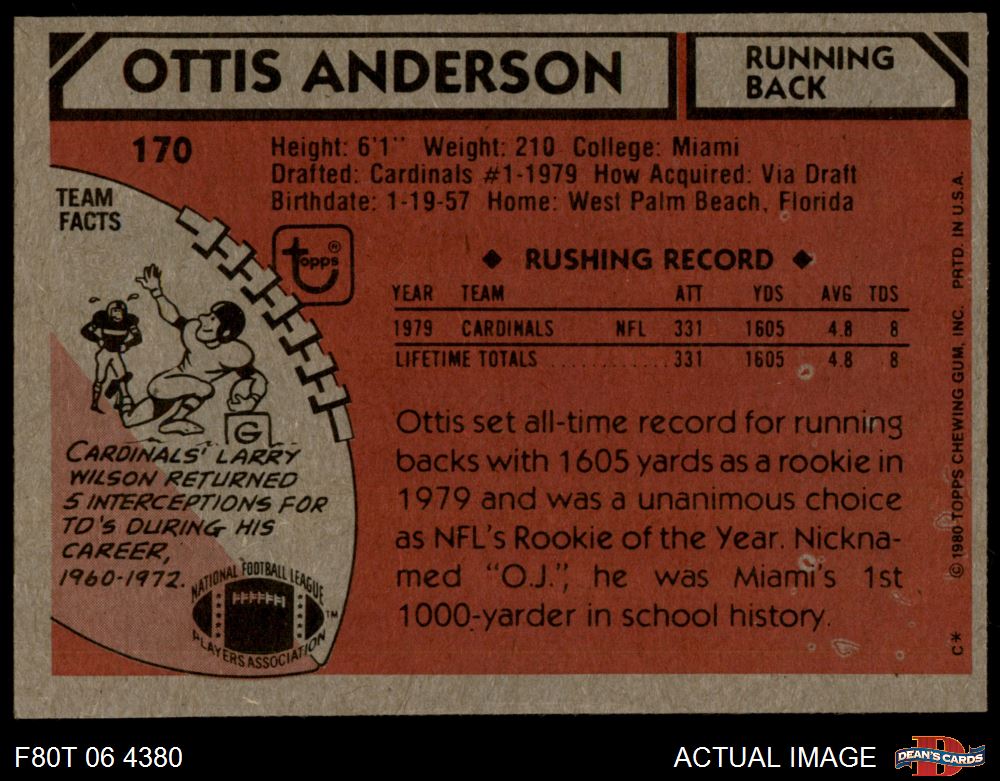 OTTIS ANDERSON
RUNNING
BACK
170
Height: 6'1" Weight: 210 College: Miami
Drafted: Cardinals #1-1979 How Acquired: Via Draft
Birthdate: 1-19-57 Home: West Palm Beach, Florida
TEAM
FACTS
topps®
◆ RUSHING RECORD ◆
YEAR TEAM ATT YDS AVG TDS
1979 CARDINALS NFL 331 1605 4.8 8
LIFETIME TOTALS ............ 331 1605 4.8 8
G
CARDINALS' LARRY
WILSON RETURNED
5 INTERCEPTIONS FOR
TD'S DURING HIS
CAREER,
1960-1972.
NATIONAL FOOTBALL LEAGUE
PLAYERS ASSOCIATION
TM
Ottis set all-time record for running
backs with 1605 yards as a rookie in
1979 and was a unanimous choice
as NFL's Rookie of the Year. Nickna-
med "O.J.", he was Miami's 1st
1000-yarder in school history.
C* © 1980 TOPPS CHEWING GUM, INC. PRTD. IN U.S.A.
F80T 06 4380
ACTUAL IMAGE
D
DEAN'S CARDS